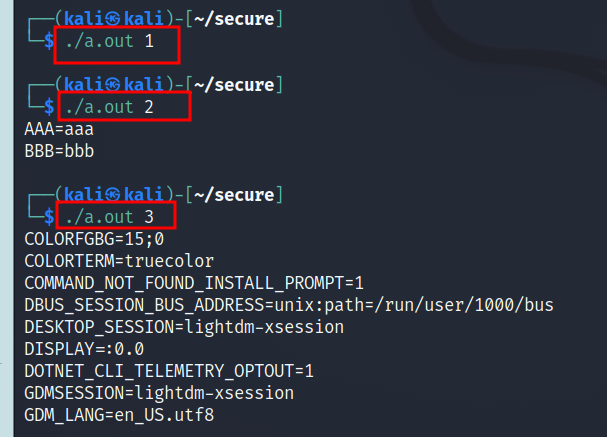 (kali㉿kali)-[~/secure]
$ ./a.out 1
(kali㉿kali)-[~/secure]
$ ./a.out 2
AAA=aaa
BBB=bbb
(kali㉿kali)-[~/secure]
$ ./a.out 3
COLORFGBG=15;0
COLORTERM=truecolor
COMMAND_NOT_FOUND_INSTALL_PROMPT=1
DBUS_SESSION_BUS_ADDRESS=unix:path=/run/user/1000/bus
DESKTOP_SESSION=lightdm-xsession
DISPLAY=:0.0
DOTNET_CLI_TELEMETRY_OPTOUT=1
GDMSESSION=lightdm-xsession
GDM_LANG=en_US.utf8